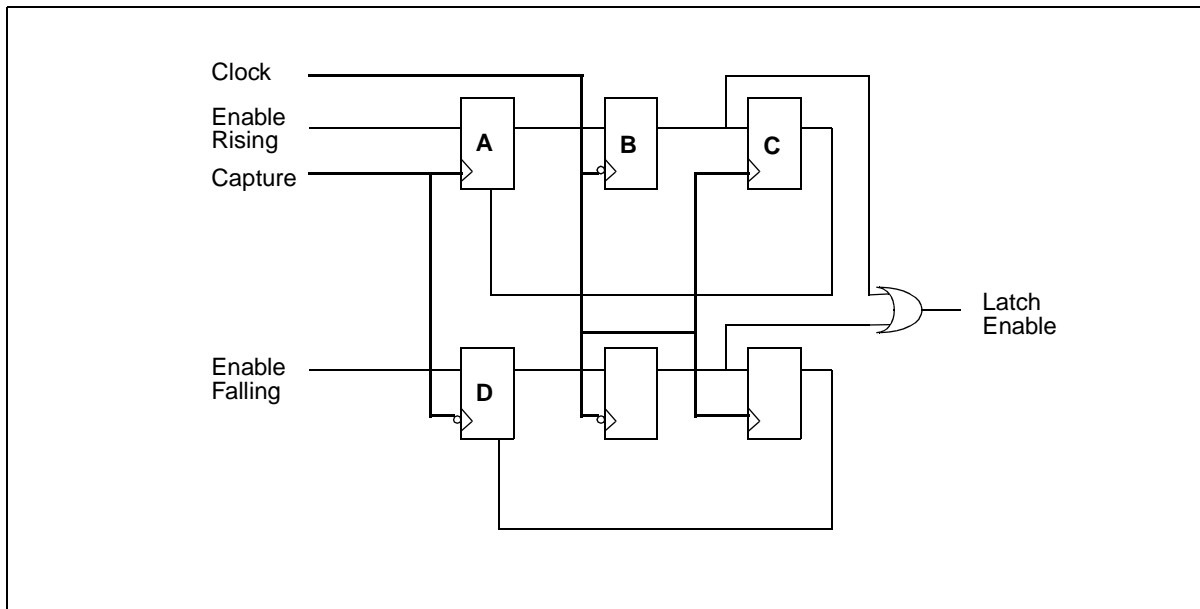 Clock
Enable
Rising
Capture
A
B
C
Latch
Enable
Enable
Falling
D